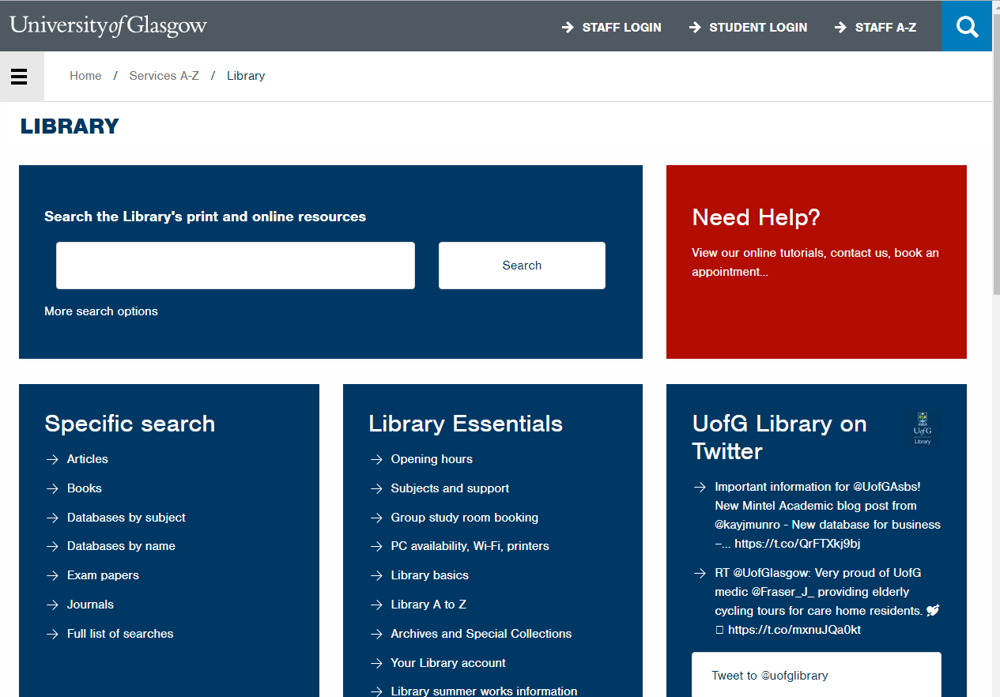 University of Glasgow
STAFF LOGIN
STUDENT LOGIN
STAFF A-Z
Home / Services A-Z / Library
LIBRARY
Search the Library's print and online resources
Search
More search options
Need Help?
View our online tutorials, contact us, book an
appointment...
Specific search
Articles
Books
Databases by subject
Databases by name
Exam papers
Journals
Full list of searches
Library Essentials
Opening hours
Subjects and support
Group study room booking
PC availability, Wi-Fi, printers
Library basics
Library A to Z
Archives and Special Collections
Your Library account
Library summer works information
UofG Library on
Twitter
UofG
Library
Important information for @UofGAsbs!
New Mintel Academic blog post from
@kayjmunro - New database for business
–... https://t.co/QrFTXkj9bj
RT @UofGlasgow: Very proud of UofG
medic @Fraser_J_ providing elderly
cycling tours for care home residents.
https://t.co/mxnuJQa0kt
Tweet to @uofglibrary